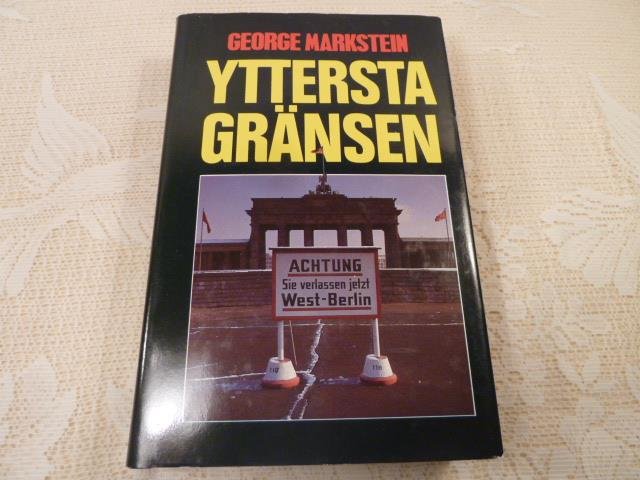 GEORGE MARKSTEIN
YTTERSTA
GRÄNSEN
ACHTUNG
Sie verlassen jetzt
West-Berlin